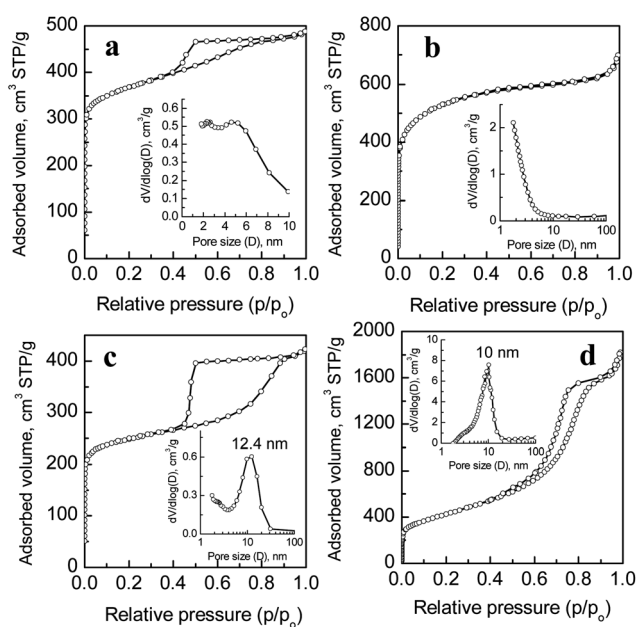 a
Adsorbed volume, cm³ STP/g
500
400
300
200
100
0
0.0 0.2 0.4 0.6 0.8 1.0
Relative pressure (p/pₒ)
dV/dlog(D), cm³/g
0.6
0.5
0.4
0.3
0.2
0.1
0.0
0 2 4 6 8 10
Pore size (D), nm
b
Adsorbed volume, cm³ STP/g
800
600
400
200
0
0.0 0.2 0.4 0.6 0.8 1.0
Relative pressure (p/pₒ)
dV/dlog(D), cm³/g
2
1
0
1 10 100
Pore size (D), nm
c
Adsorbed volume, cm³ STP/g
400
300
200
100
0
0.0 0.2 0.4 0.6 0.8 1.0
Relative pressure (p/pₒ)
12.4 nm
dV/dlog(D), cm³/g
0.6
0.4
0.2
0.0
1 10 100
Pore size (D), nm
d
Adsorbed volume, cm³ STP/g
2000
1600
1200
800
400
0
0.0 0.2 0.4 0.6 0.8 1.0
Relative pressure (p/pₒ)
10 nm
dV/dlog(D), cm³/g
8
6
4
2
0
1 10 100
Pore size (D), nm